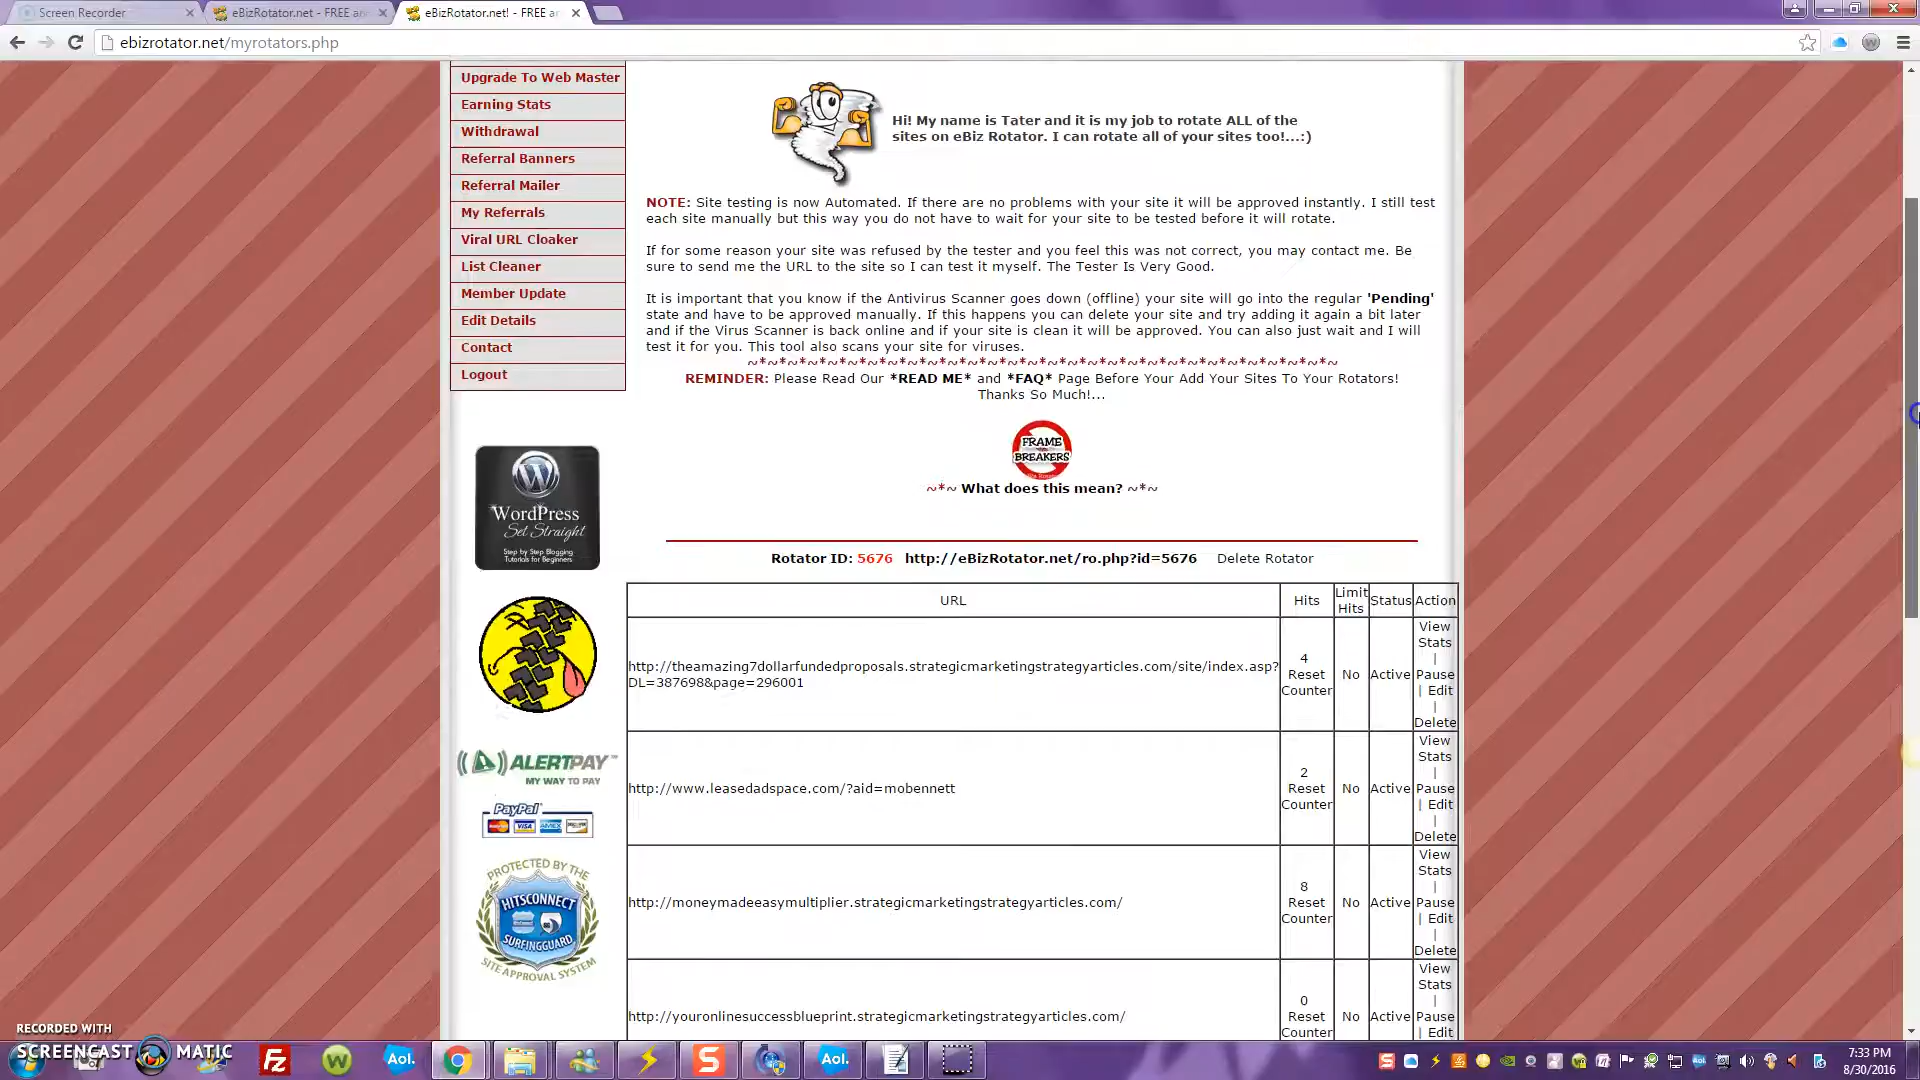 Screen Recorder
eBizRotator.net - FREE an
eBizRotator.net! - FREE an
ebizrotator.net/myrotators.php
Upgrade To Web Master
Earning Stats
Withdrawal
Referral Banners
Referral Mailer
My Referrals
Viral URL Cloaker
List Cleaner
Member Update
Edit Details
Contact
Logout
WordPress
Set Straight
Step by Step Blogging
Tutorials for Beginners
ALERTPAY
MY WAY TO PAY
PayPal
VISA
PROTECTED BY THE
HITSCONNECT
SURFINGGUARD
SITE APPROVAL SYSTEM
Hi! My name is Tater and it is my job to rotate ALL of the
sites on eBiz Rotator. I can rotate all of your sites too!...:)
NOTE: Site testing is now Automated. If there are no problems with your site it will be approved instantly. I still test
each site manually but this way you do not have to wait for your site to be tested before it will rotate.
If for some reason your site was refused by the tester and you feel this was not correct, you may contact me. Be
sure to send me the URL to the site so I can test it myself. The Tester Is Very Good.
It is important that you know if the Antivirus Scanner goes down (offline) your site will go into the regular 'Pending'
state and have to be approved manually. If this happens you can delete your site and try adding it again a bit later
and if the Virus Scanner is back online and if your site is clean it will be approved. You can also just wait and I will
test it for you. This tool also scans your site for viruses.
~*~*~*~*~*~*~*~*~*~*~*~*~*~*~*~*~*~*~*~*~*~*~*~*~*~*~*~*~*~
REMINDER: Please Read Our *READ ME* and *FAQ* Page Before Your Add Your Sites To Your Rotators!
Thanks So Much!...
FRAME
BREAKERS
~*~ What does this mean? ~*~
Rotator ID: 5676 http://eBizRotator.net/ro.php?id=5676 Delete Rotator
URL Hits Limit Hits Status Action
http://theamazing7dollarfundedproposals.strategicmarketingstrategyarticles.com/site/index.asp?
DL=387698&page=296001
4
Reset
Counter
No
Active
View
Stats
|
Pause
| Edit
|
Delete
http://www.leasedadspace.com/?aid=mobennett
2
Reset
Counter
No
Active
View
Stats
|
Pause
| Edit
|
Delete
http://moneymadeeasymultiplier.strategicmarketingstrategyarticles.com/
8
Reset
Counter
No
Active
View
Stats
|
Pause
| Edit
|
Delete
http://youronlinesuccessblueprint.strategicmarketingstrategyarticles.com/
0
Reset
Counter
No
Active
View
Stats
|
Pause
| Edit
RECORDED WITH
SCREENCAST MATIC
Fz
Aol.
S
Aol.
7:33 PM
8/30/2016